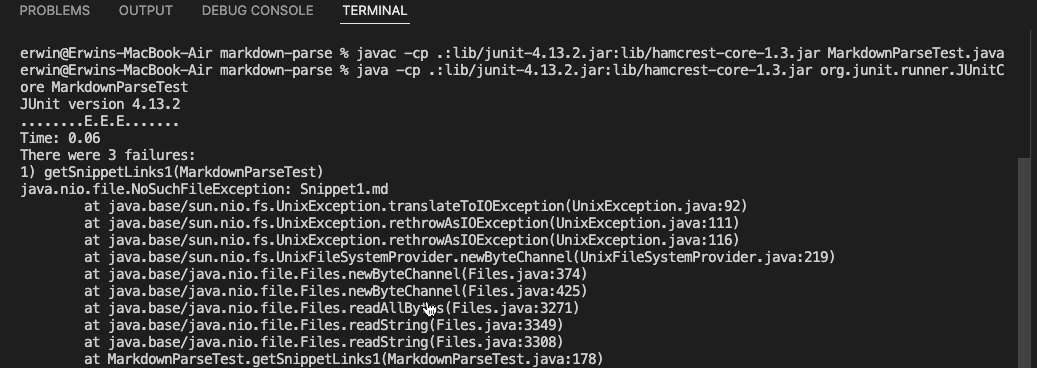 PROBLEMS OUTPUT DEBUG CONSOLE TERMINAL
erwin@Erwins-MacBook-Air markdown-parse % javac -cp .:lib/junit-4.13.2.jar:lib/hamcrest-core-1.3.jar MarkdownParseTest.java
erwin@Erwins-MacBook-Air markdown-parse % java -cp .:lib/junit-4.13.2.jar:lib/hamcrest-core-1.3.jar org.junit.runner.JUnitC
ore MarkdownParseTest
JUnit version 4.13.2
........E.E.E.......
Time: 0.06
There were 3 failures:
1) getSnippetLinks1(MarkdownParseTest)
java.nio.file.NoSuchFileException: Snippet1.md
at java.base/sun.nio.fs.UnixException.translateToIOException(UnixException.java:92)
at java.base/sun.nio.fs.UnixException.rethrowAsIOException(UnixException.java:111)
at java.base/sun.nio.fs.UnixException.rethrowAsIOException(UnixException.java:116)
at java.base/sun.nio.fs.UnixFileSystemProvider.newByteChannel(UnixFileSystemProvider.java:219)
at java.base/java.nio.file.Files.newByteChannel(Files.java:374)
at java.base/java.nio.file.Files.newByteChannel(Files.java:425)
at java.base/java.nio.file.Files.readAllBytes(Files.java:3271)
at java.base/java.nio.file.Files.readString(Files.java:3349)
at java.base/java.nio.file.Files.readString(Files.java:3308)
at MarkdownParseTest.getSnippetLinks1(MarkdownParseTest.java:178)